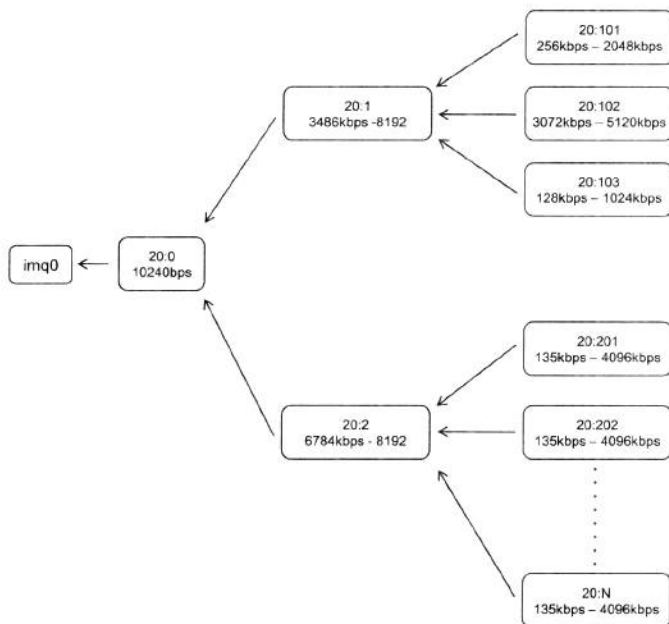 20:101
256kbps – 2048kbps
20:1
3486kbps -8192
20:102
3072kbps – 5120kbps
20:103
128kbps – 1024kbps
imq0
20:0
10240bps
20:201
135kbps – 4096kbps
20:2
6784kbps - 8192
20:202
135kbps – 4096kbps
20:N
135kbps – 4096kbps